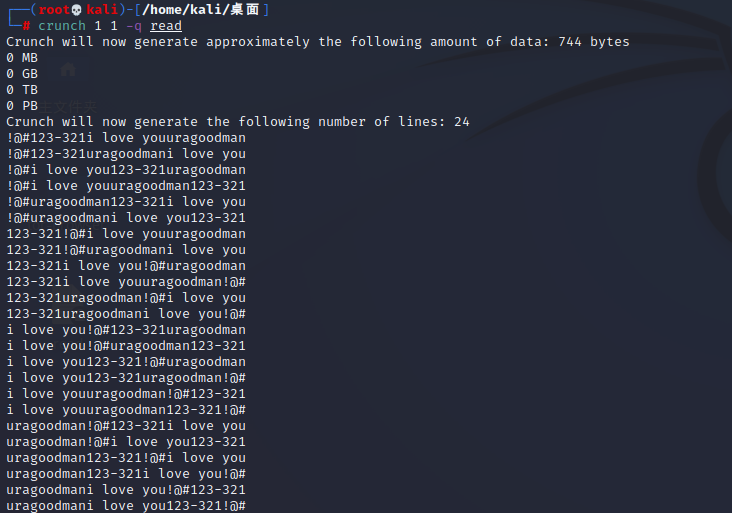 ┌──(root💀kali)-[/home/kali/桌面]
└─# crunch 1 1 -q read
Crunch will now generate approximately the following amount of data: 744 bytes
0 MB
0 GB
0 TB
0 PB
Crunch will now generate the following number of lines: 24
!@#123-321i love youuragoodman
!@#123-321uragoodmani love you
!@#i love you123-321uragoodman
!@#i love youuragoodman123-321
!@#uragoodman123-321i love you
!@#uragoodmani love you123-321
123-321!@#i love youuragoodman
123-321!@#uragoodmani love you
123-321i love you!@#uragoodman
123-321i love youuragoodman!@#
123-321uragoodman!@#i love you
123-321uragoodmani love you!@#
i love you!@#123-321uragoodman
i love you!@#uragoodman123-321
i love you123-321!@#uragoodman
i love you123-321uragoodman!@#
i love youuragoodman!@#123-321
i love youuragoodman123-321!@#
uragoodman!@#123-321i love you
uragoodman!@#i love you123-321
uragoodman123-321!@#i love you
uragoodman123-321i love you!@#
uragoodmani love you!@#123-321
uragoodmani love you123-321!@#